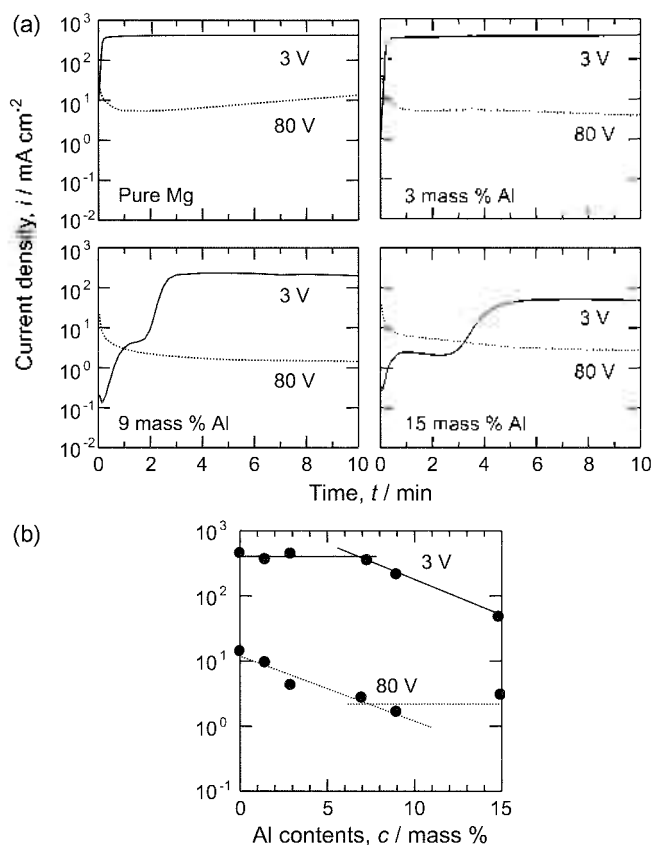 (a)
Current density, i / mA cm⁻²
10³
10²
10¹
10⁰
10⁻¹
10⁻²
3 V
80 V
Pure Mg
3 V
80 V
3 mass % Al
10³
10²
10¹
10⁰
10⁻¹
10⁻²
3 V
80 V
9 mass % Al
0 2 4 6 8 10
3 V
80 V
15 mass % Al
0 2 4 6 8 10
Time, t / min
(b)
10³
10²
10¹
10⁰
10⁻¹
3 V
80 V
0 5 10 15
Al contents, c / mass %